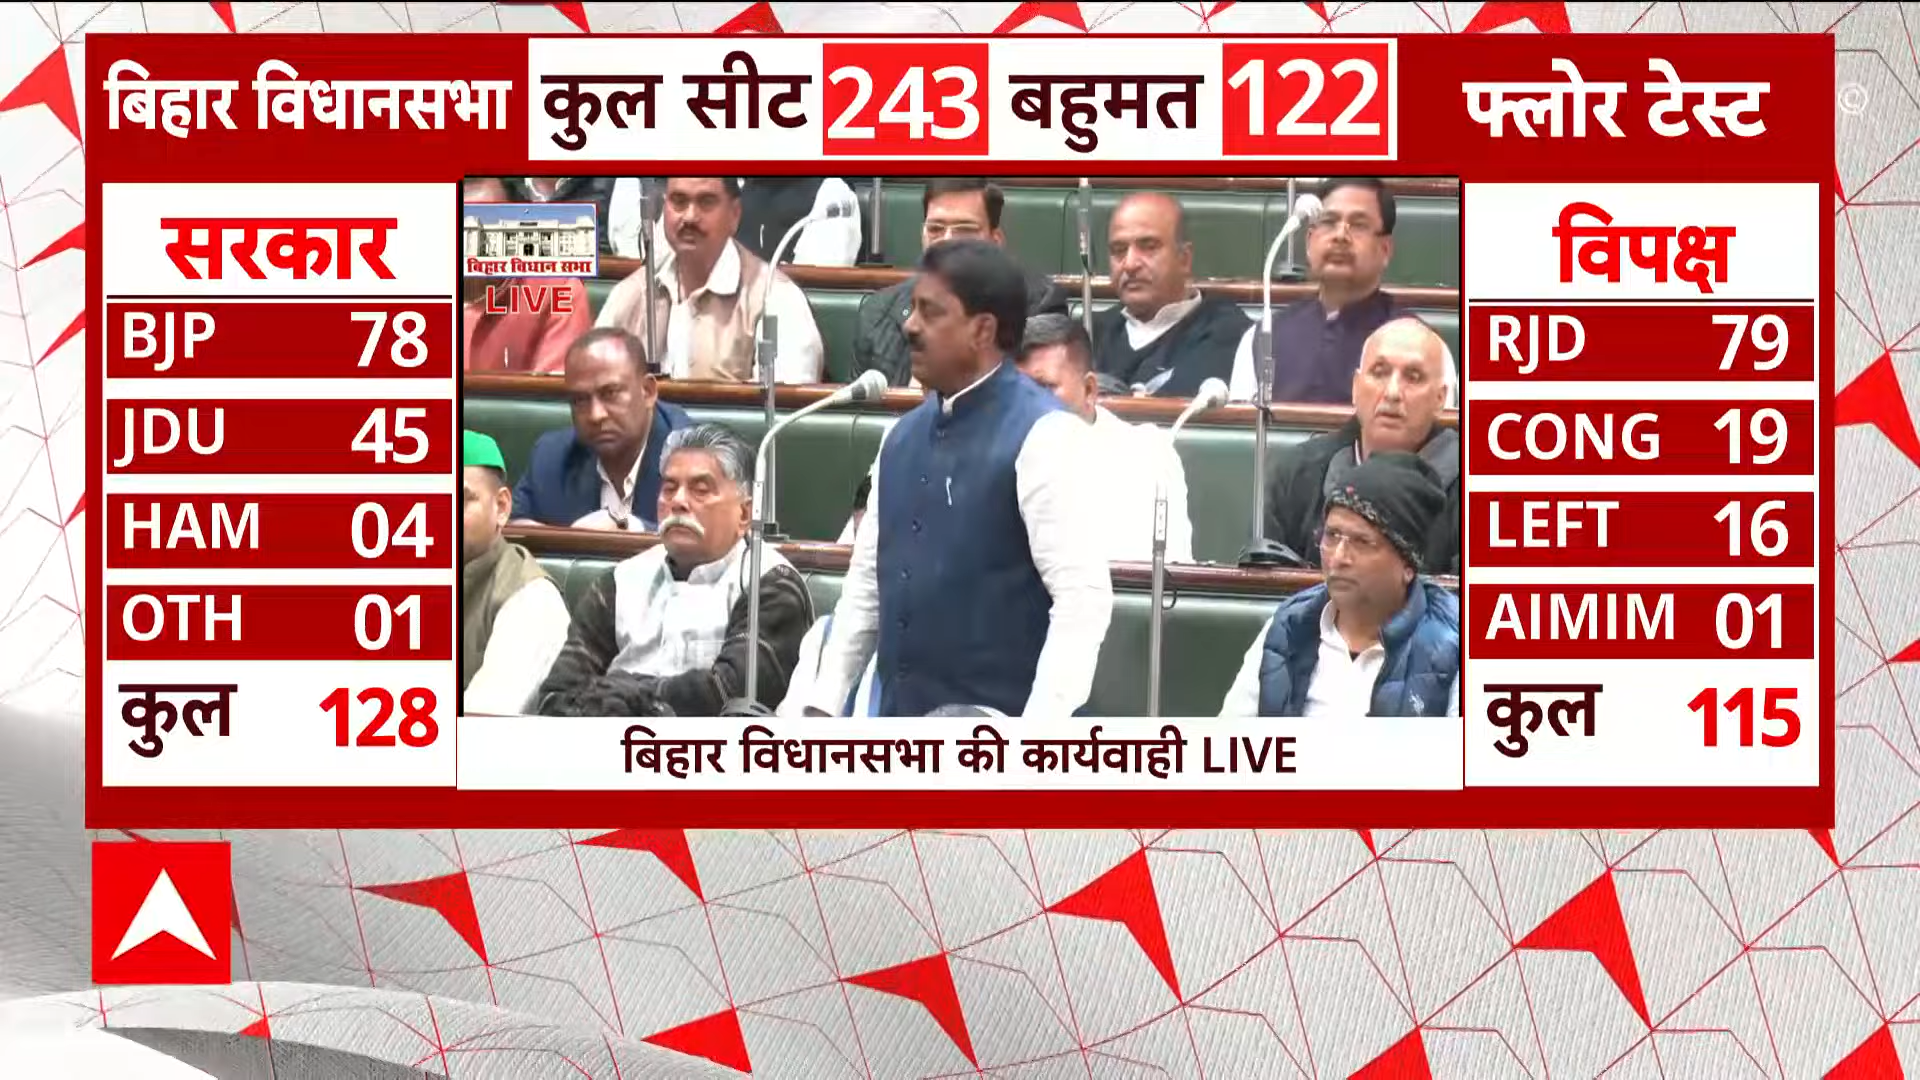 बिहार विधानसभा कुल सीट 243 बहुमत 122 फ्लोर टेस्ट
सरकार
BJP 78
JDU 45
HAM 04
OTH 01
कुल 128
बिहार विधान सभा
LIVE
विपक्ष
RJD 79
CONG 19
LEFT 16
AIMIM 01
कुल 115
बिहार विधानसभा की कार्यवाही LIVE